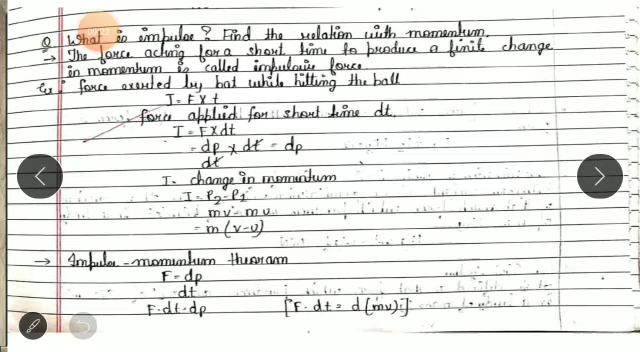 Q What is impulse? Find the relation with momentum.
→ The force acting for a short time to produce a finite change
in momentum is called impulsive force.
Ex: force exerted by bat while hitting the ball
I = F × t
force applied for short time dt.
I = F × dt
= dp × dt = dp
dt
I = change in momentum
I = P2 - P1
= mv - mu
= m (v-u)
→ Impulse - momentum theoram
F = dp
dt
F·dt = dp [F·dt = d(mv)]